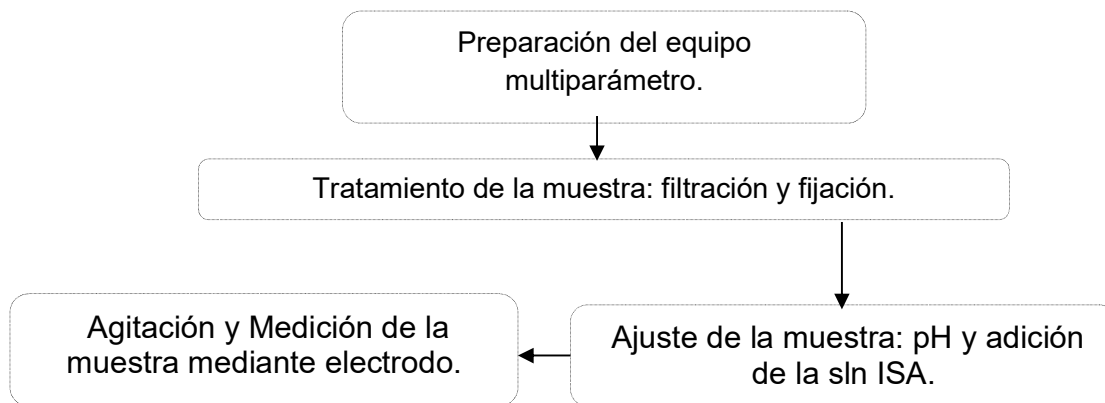 Preparación del equipo
multiparámetro.
Tratamiento de la muestra: filtración y fijación.
Ajuste de la muestra: pH y adición
de la sln ISA.
Agitación y Medición de la
muestra mediante electrodo.